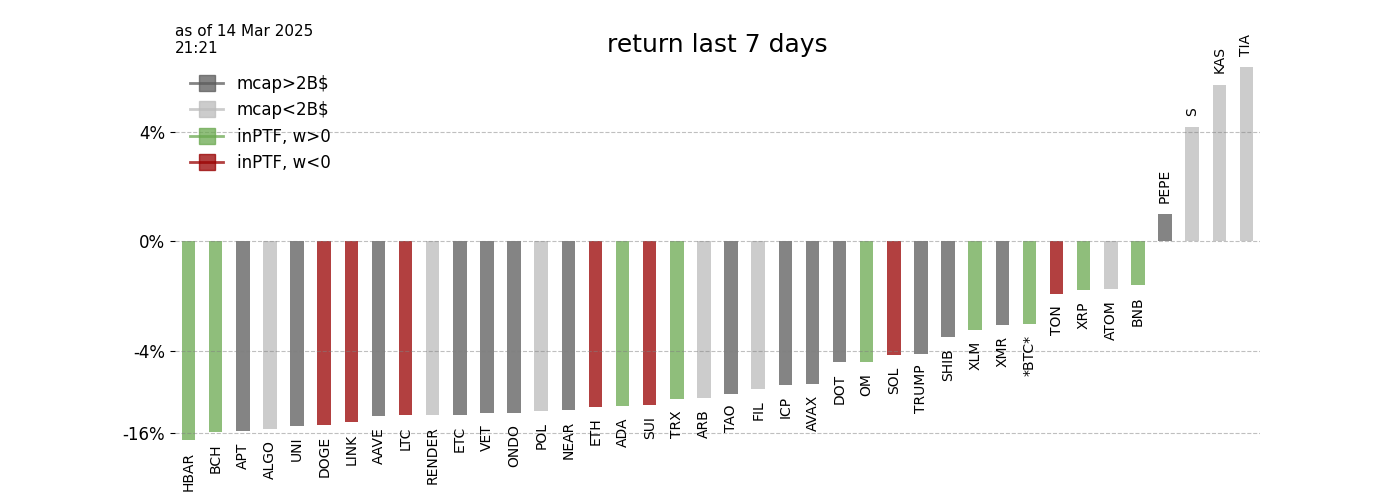 as of 14 Mar 2025
21:21
return last 7 days
mcap>2B$
mcap<2B$
inPTF, w>0
inPTF, w<0
4%
0%
-4%
-16%
HBAR
BCH
APT
ALGO
UNI
DOGE
LINK
AAVE
LTC
RENDER
ETC
VET
ONDO
POL
NEAR
ETH
ADA
SUI
TRX
ARB
TAO
FIL
ICP
AVAX
DOT
OM
SOL
TRUMP
SHIB
XLM
XMR
*BTC*
TON
XRP
ATOM
BNB
PEPE
S
KAS
TIA